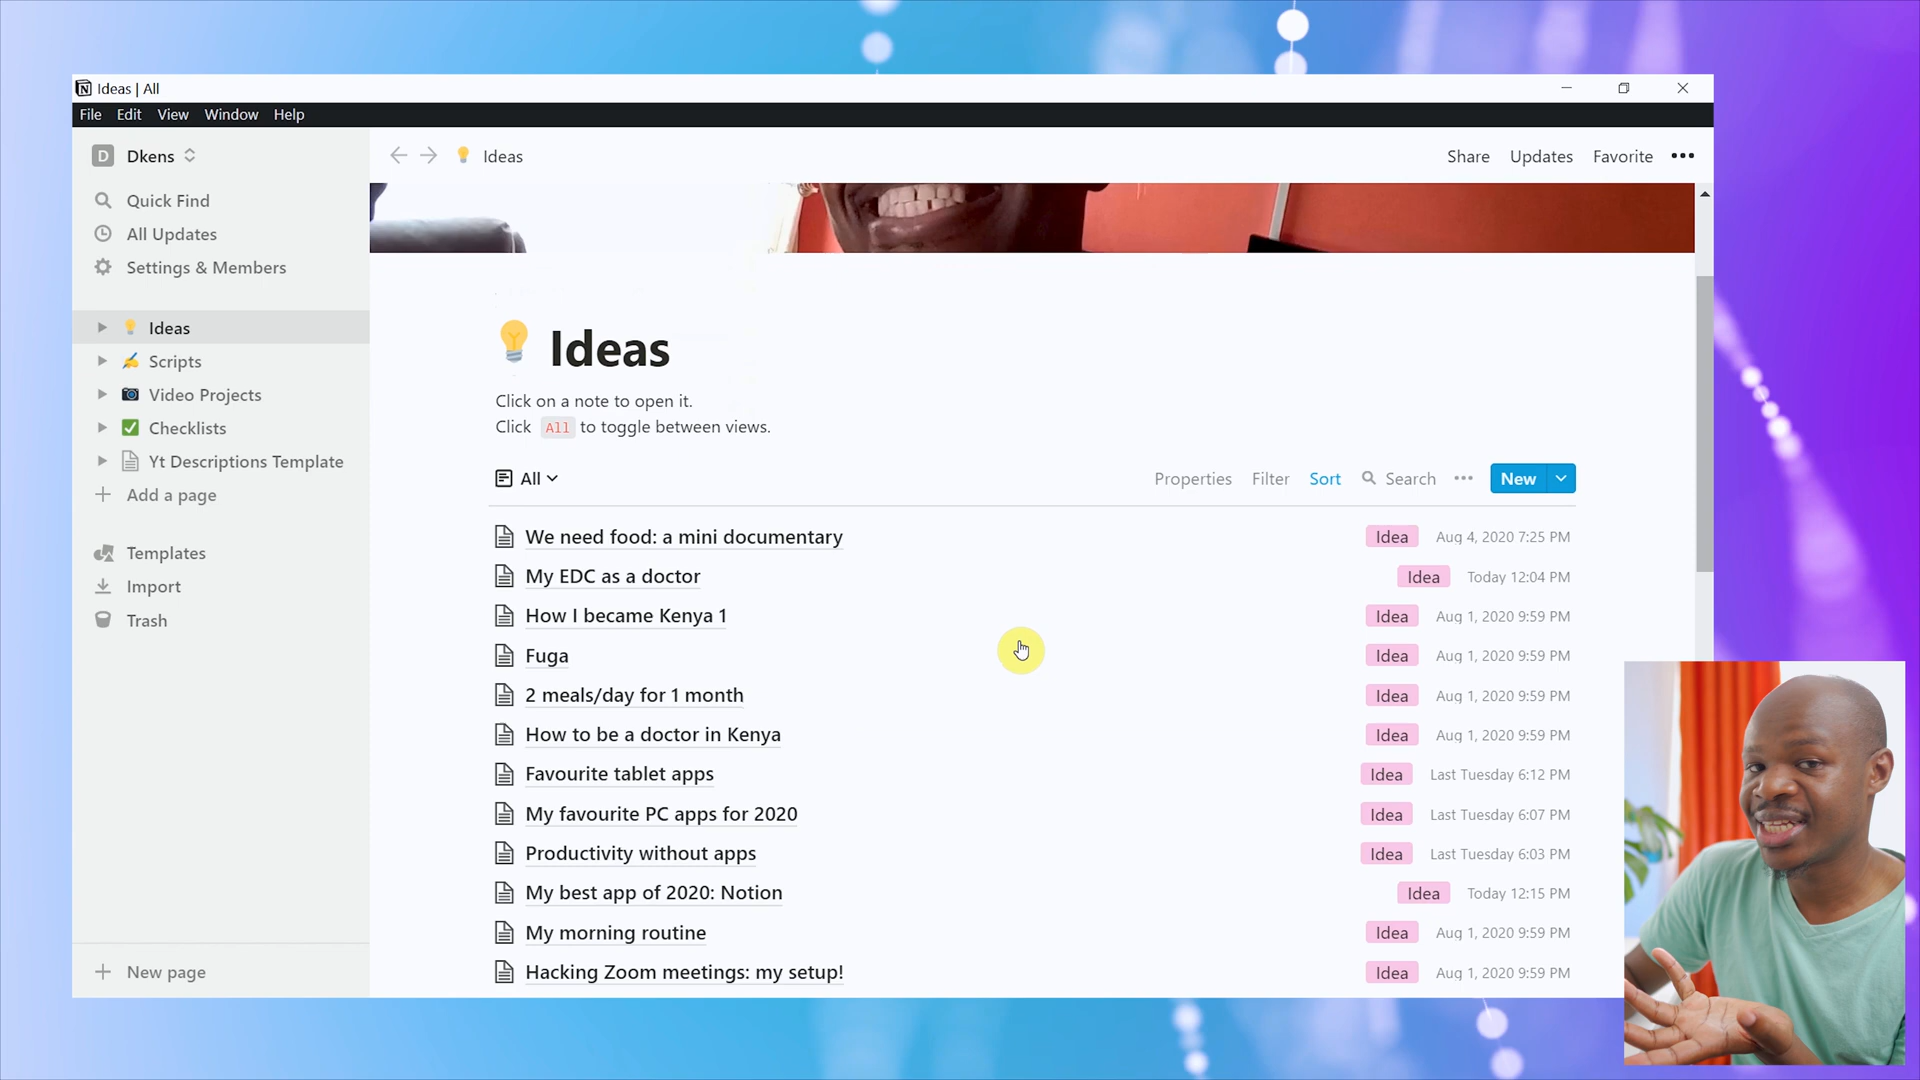 Ideas | All
File Edit View Window Help
D Dkens
Ideas
Share Updates Favorite •••
Quick Find
All Updates
Settings & Members
Ideas
Scripts
Video Projects
Checklists
Yt Descriptions Template
Add a page
Templates
Import
Trash
New page
Ideas
Click on a note to open it.
Click All to toggle between views.
All
Properties Filter Sort Search ••• New
We need food: a mini documentary Idea Aug 4, 2020 7:25 PM
My EDC as a doctor Idea Today 12:04 PM
How I became Kenya 1 Idea Aug 1, 2020 9:59 PM
Fuga Idea Aug 1, 2020 9:59 PM
2 meals/day for 1 month Idea Aug 1, 2020 9:59 PM
How to be a doctor in Kenya Idea Aug 1, 2020 9:59 PM
Favourite tablet apps Idea Last Tuesday 6:12 PM
My favourite PC apps for 2020 Idea Last Tuesday 6:07 PM
Productivity without apps Idea Last Tuesday 6:03 PM
My best app of 2020: Notion Idea Today 12:15 PM
My morning routine Idea Aug 1, 2020 9:59 PM
Hacking Zoom meetings: my setup! Idea Aug 1, 2020 9:59 PM